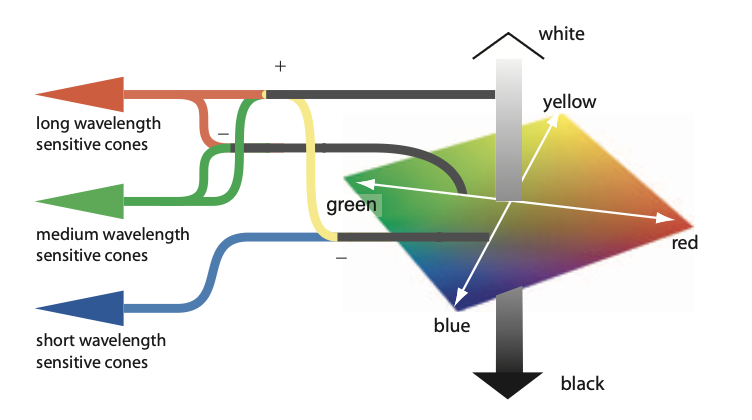 white
+
yellow
long wavelength
sensitive cones
−
green
medium wavelength
sensitive cones
red
−
blue
short wavelength
sensitive cones
black